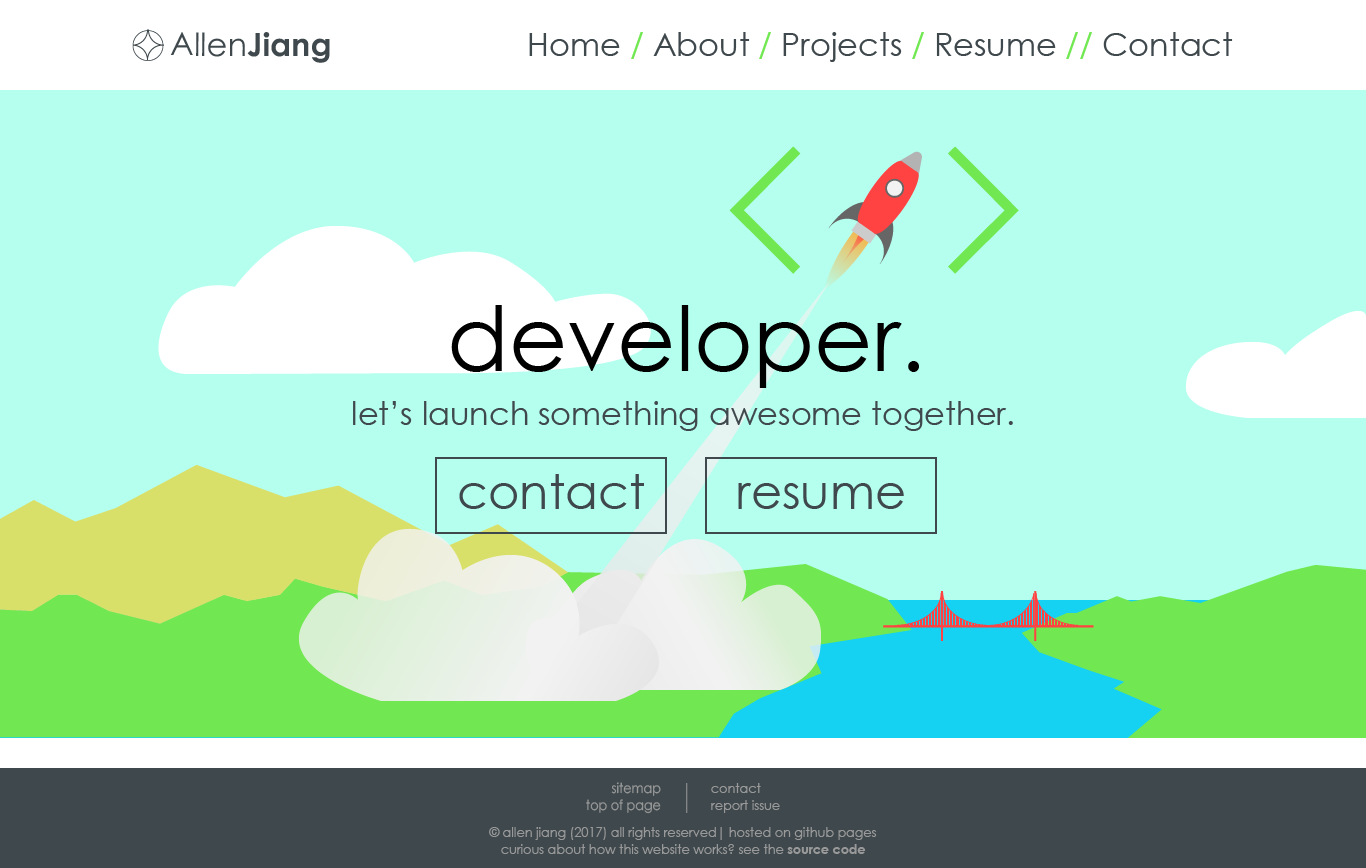 AllenJiang
Home / About / Projects / Resume // Contact
< >
developer.
let’s launch something awesome together.
contact
resume
sitemap | contact
top of page | report issue
© allen jiang (2017) all rights reserved| hosted on github pages
curious about how this website works? see the source code